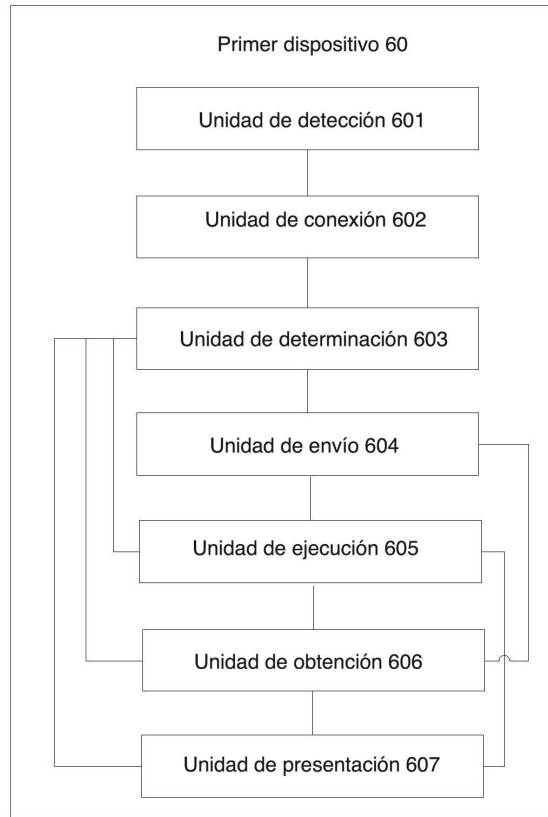 Primer dispositivo 60
Unidad de detección 601
Unidad de conexión 602
Unidad de determinación 603
Unidad de envío 604
Unidad de ejecución 605
Unidad de obtención 606
Unidad de presentación 607